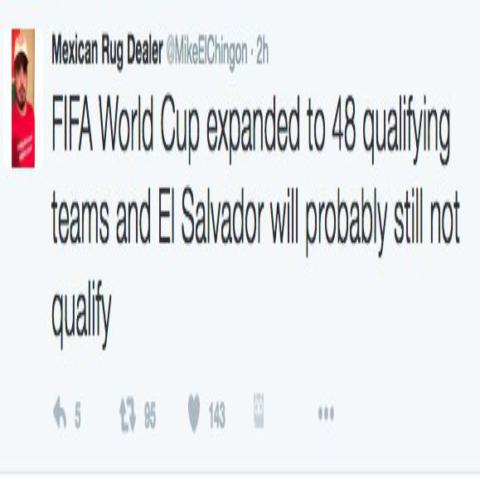 Mexican Rug Dealer @MikeElChingon · 2h
FIFA World Cup expanded to 48 qualifying
teams and El Salvador will probably still not
qualify
5 95 143